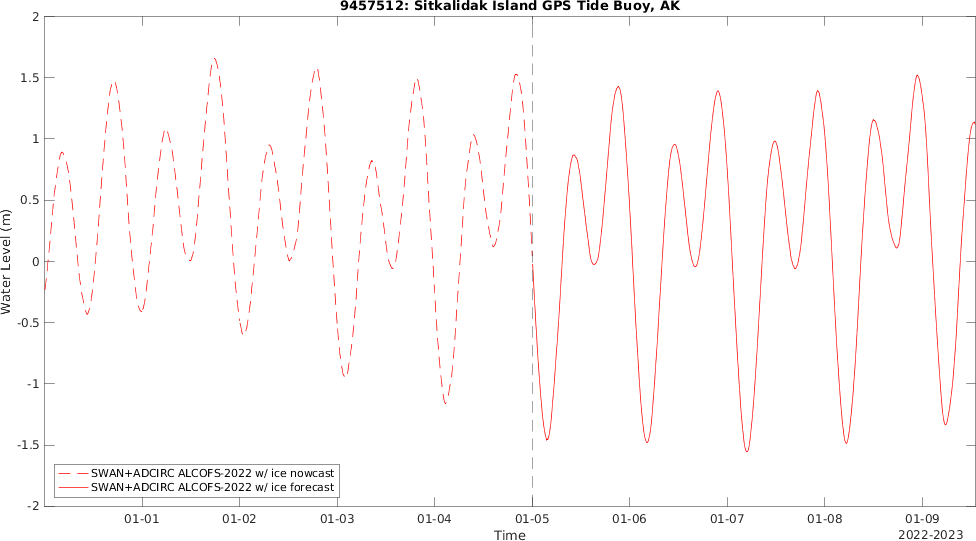 9457512: Sitkalidak Island GPS Tide Buoy, AK
2
1.5
1
0.5
0
-0.5
-1
-1.5
-2
Water Level (m)
SWAN+ADCIRC ALCOFS-2022 w/ ice nowcast
SWAN+ADCIRC ALCOFS-2022 w/ ice forecast
01-01 01-02 01-03 01-04 01-05 01-06 01-07 01-08 01-09
Time
2022-2023